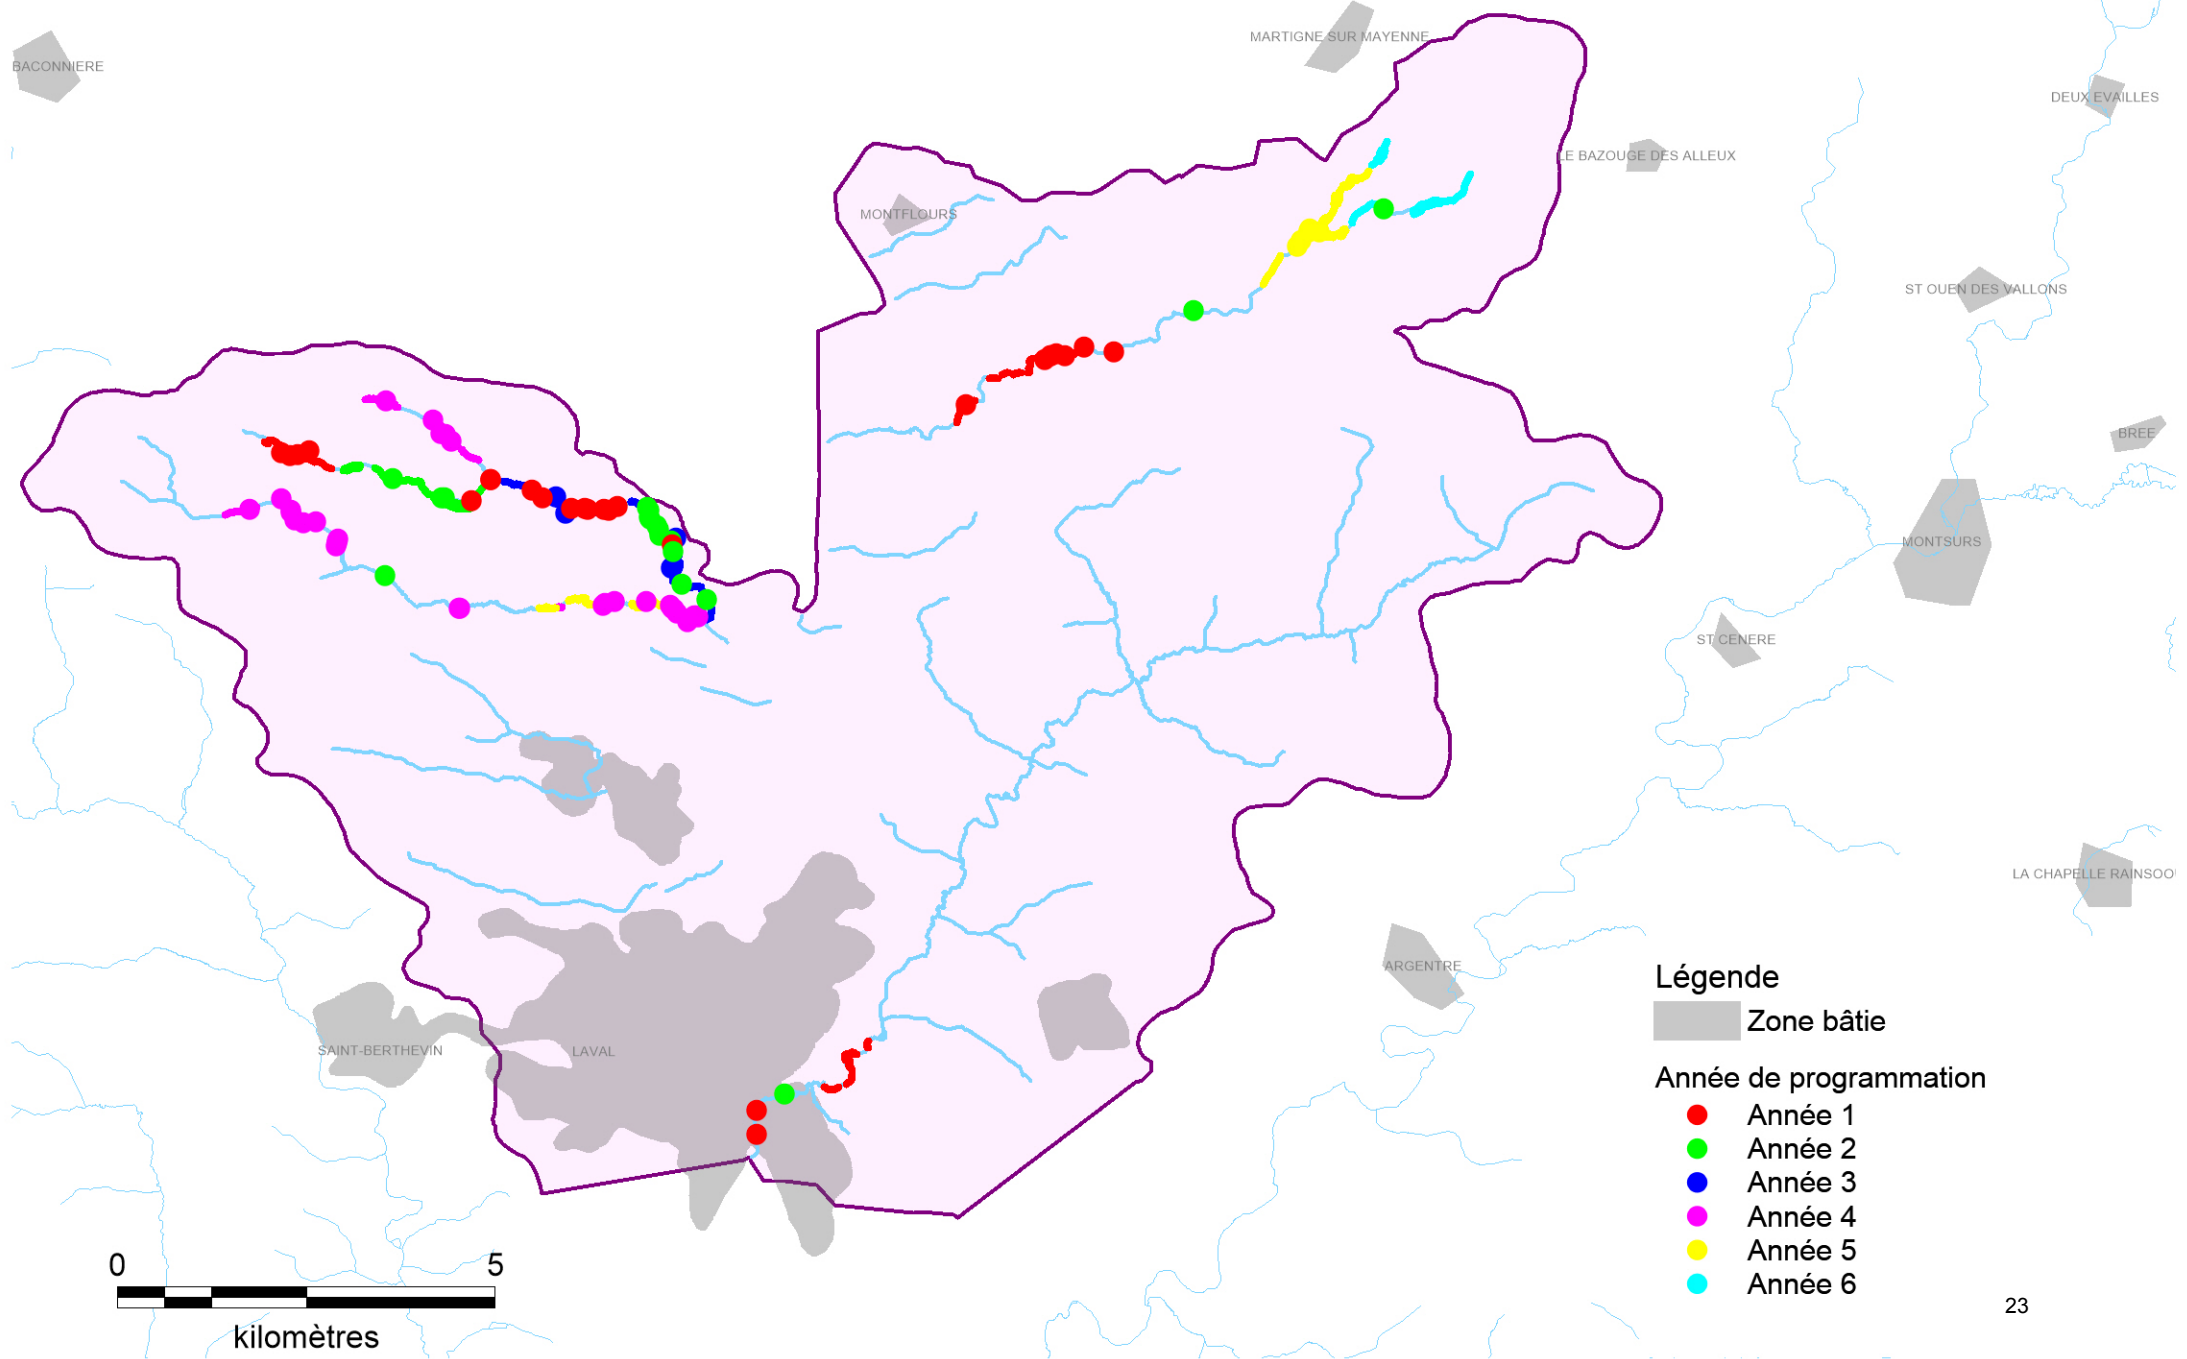 MARTIGNE SUR MAYENNE
BACONNIERE
DEUX EVAILLES
LE BAZOUGE DES ALLEUX
MONTFLOURS
ST OUEN DES VALLONS
BREE
MONTSURS
ST CENERE
LA CHAPELLE RAINSOO
ARGENTRE
SAINT-BERTHEVIN
LAVAL
Légende
Zone bâtie
Année de programmation
Année 1
Année 2
Année 3
Année 4
Année 5
Année 6
0 5
kilomètres
23